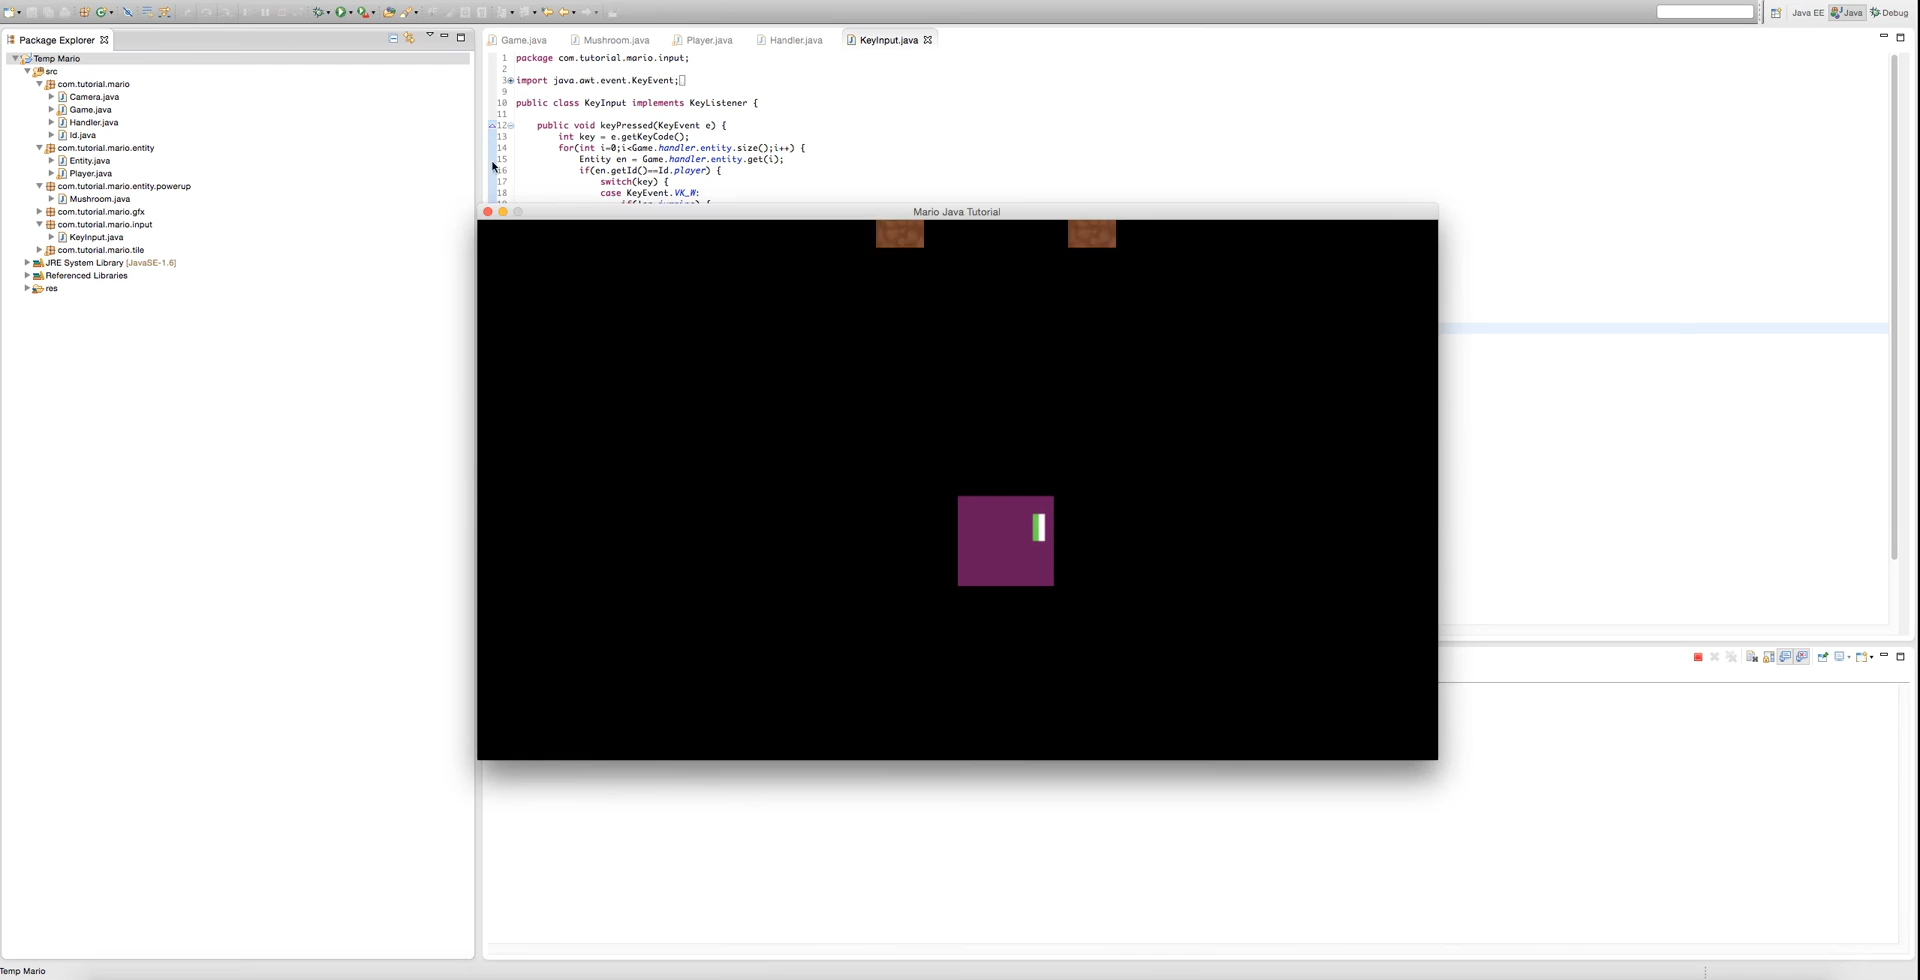 Java EE
Java
Debug
Package Explorer
Temp Mario
src
com.tutorial.mario
Camera.java
Game.java
Handler.java
Id.java
com.tutorial.mario.entity
Entity.java
Player.java
com.tutorial.mario.entity.powerup
Mushroom.java
com.tutorial.mario.gfx
com.tutorial.mario.input
KeyInput.java
com.tutorial.mario.tile
JRE System Library [JavaSE-1.6]
Referenced Libraries
res
Game.java
Mushroom.java
Player.java
Handler.java
KeyInput.java
1 package com.tutorial.mario.input;
2
3 import java.awt.event.KeyEvent;
9
10 public class KeyInput implements KeyListener {
11
12 public void keyPressed(KeyEvent e) {
13 int key = e.getKeyCode();
14 for(int i=0;i<Game.handler.entity.size();i++) {
15 Entity en = Game.handler.entity.get(i);
16 if(en.getId()==Id.player) {
17 switch(key) {
18 case KeyEvent.VK_W:
Mario Java Tutorial
Temp Mario